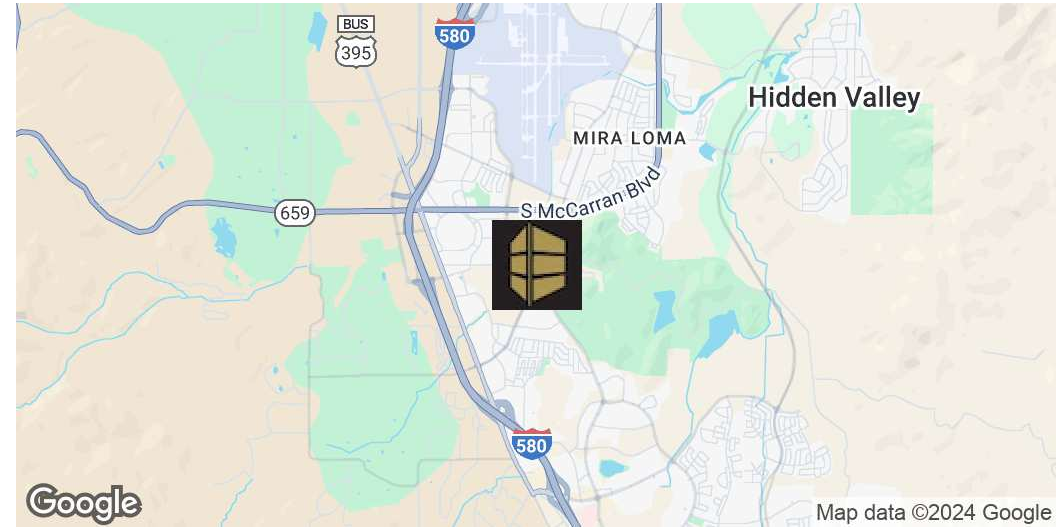 BUS
395
580
Hidden Valley
MIRA LOMA
S McCarran Blvd
659
580
Google
Map data ©2024 Google